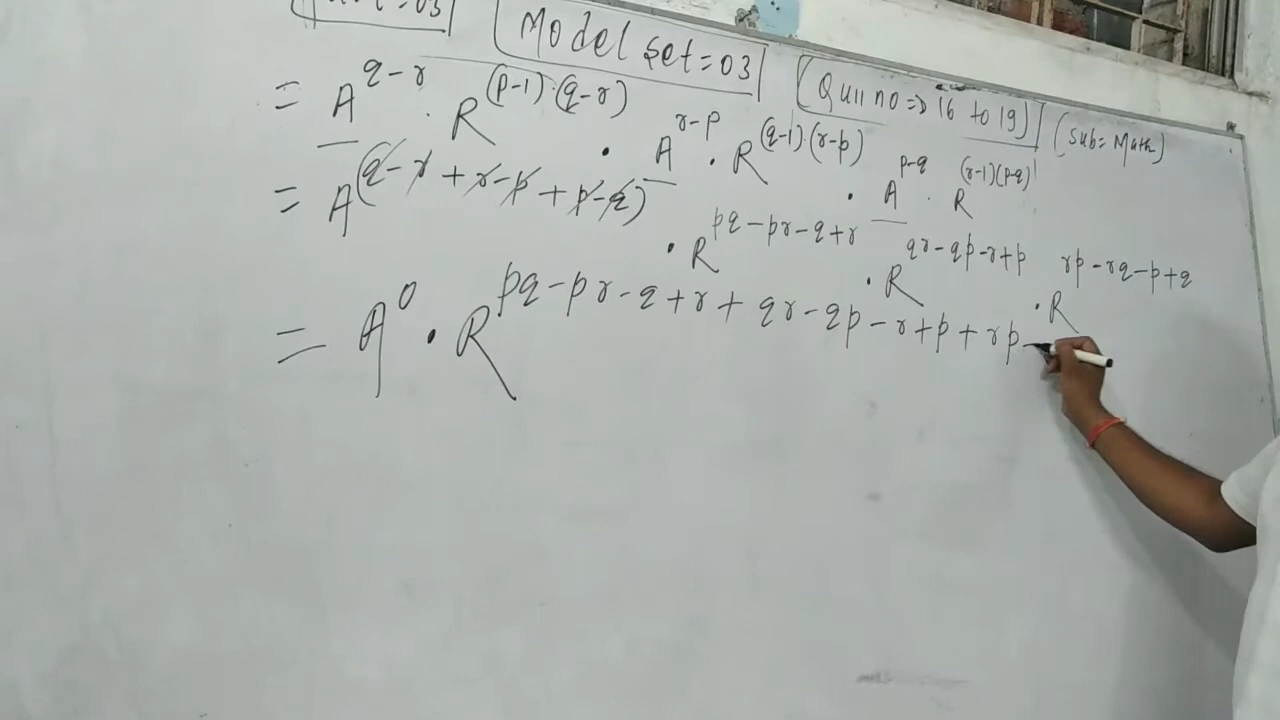 Model Set=03
(Qu11 no => 16 to 19)
(Sub: Math)
= A^{q-r} . R^{(p-1).(q-r)} . A^{r-p} . R^{(q-1).(r-p)} . A^{p-q} . R^{(r-1)(p-q)}
= A^{(q-r+r-p+p-q)} . R^{pq-pr-q+r} . R^{qr-qp-r+p} . R^{rp-rq-p+q}
= A^0 . R^{pq-pr-q+r+qr-qp-r+p+rp-}